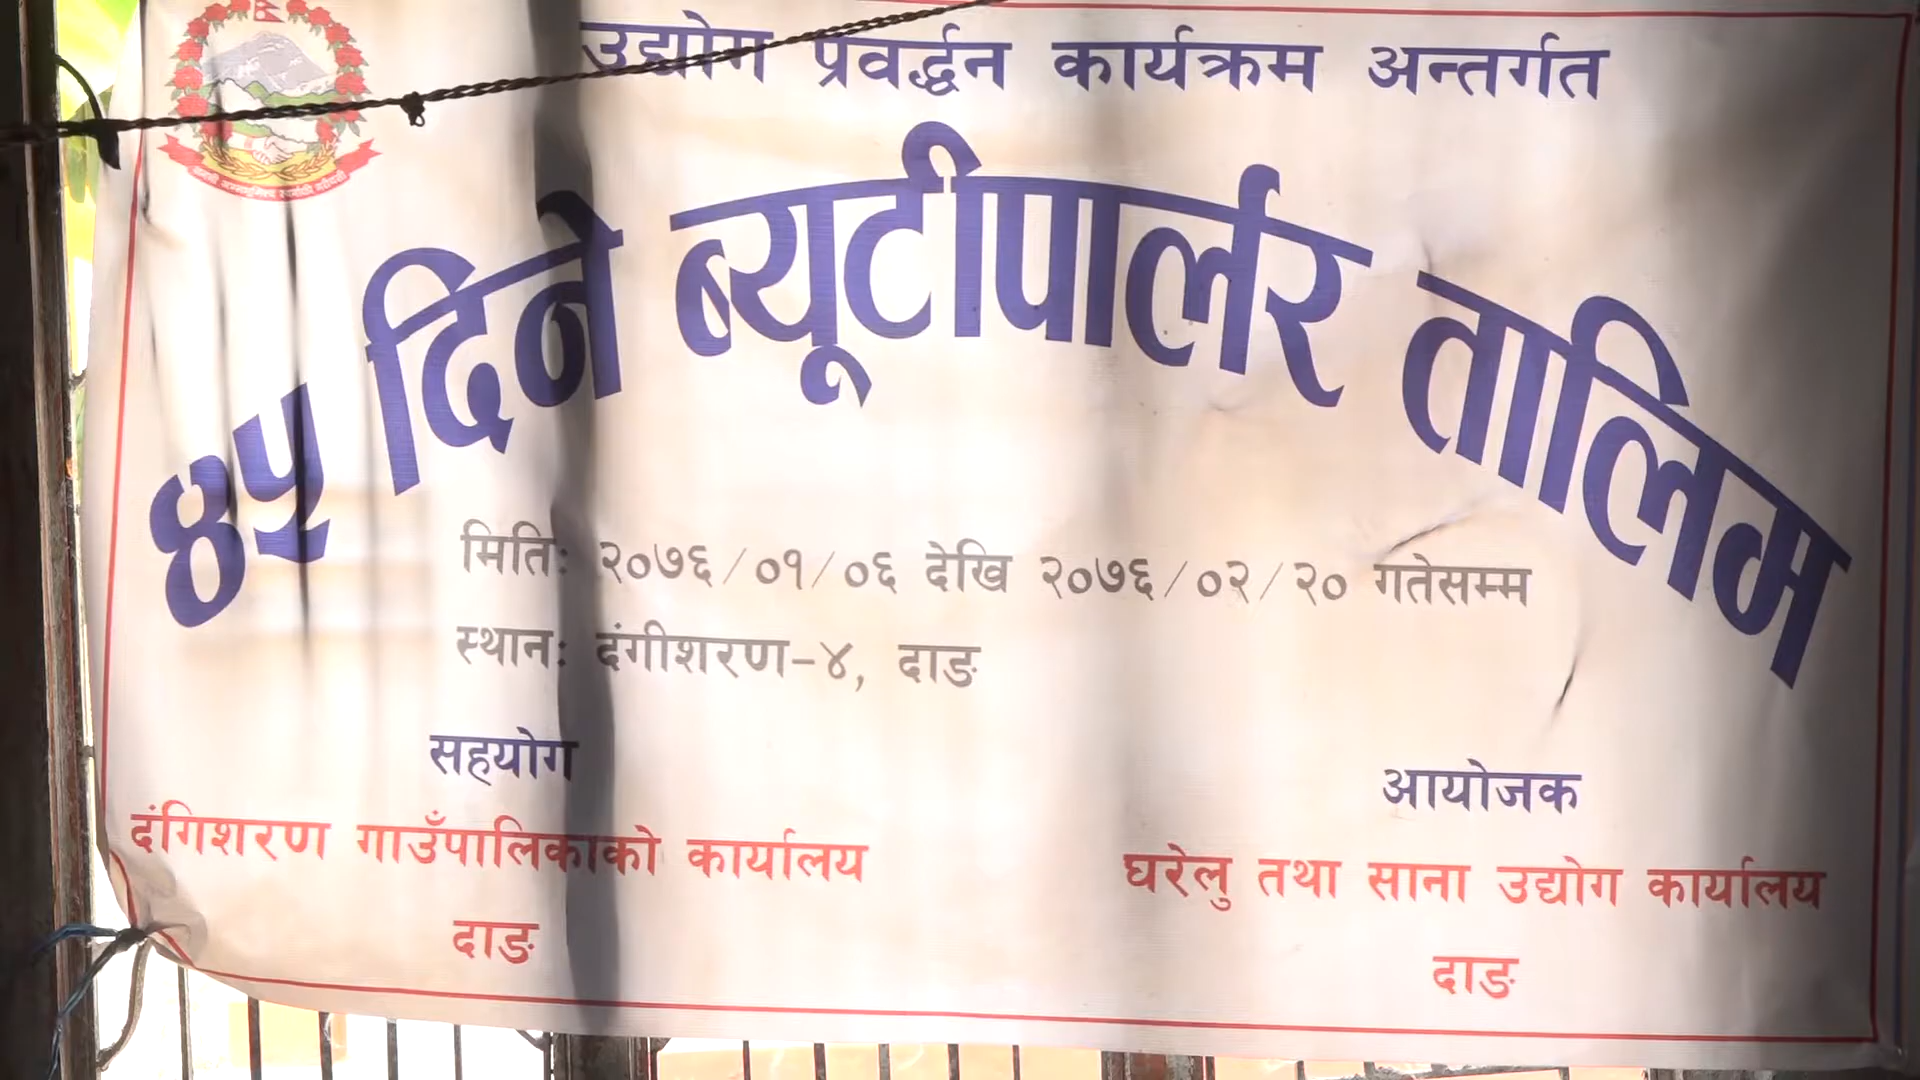 उद्योग प्रवर्द्धन कार्यक्रम अन्तर्गत
४५ दिने ब्यूटीपार्लर तालिम
मितिः २०७६/०१/०६ देखि २०७६/०२/२० गतेसम्म
स्थानः दंगीशरण-४, दाङ
सहयोग
दंगिशरण गाउँपालिकाको कार्यालय
दाङ
आयोजक
घरेलु तथा साना उद्योग कार्यालय
दाङ